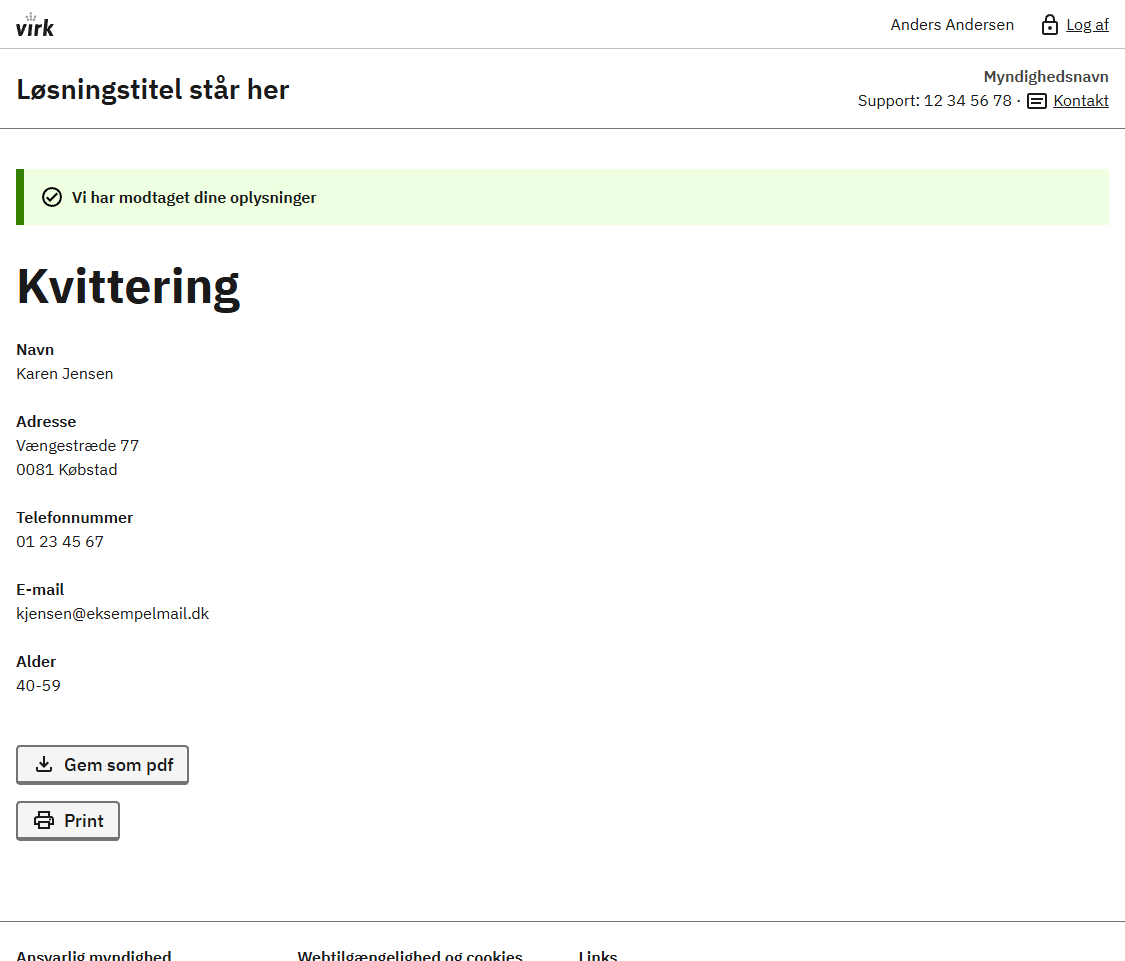 virk
Anders Andersen Log af
Løsningstitel står her
Myndighedsnavn
Support: 12 34 56 78 · Kontakt
Vi har modtaget dine oplysninger
Kvittering
Navn
Karen Jensen
Adresse
Vængestræde 77
0081 Købstad
Telefonnummer
01 23 45 67
E-mail
kjensen@eksempelmail.dk
Alder
40-59
Gem som pdf
Print
Ansvarlig myndighed Webtilgængelighed og cookies Links